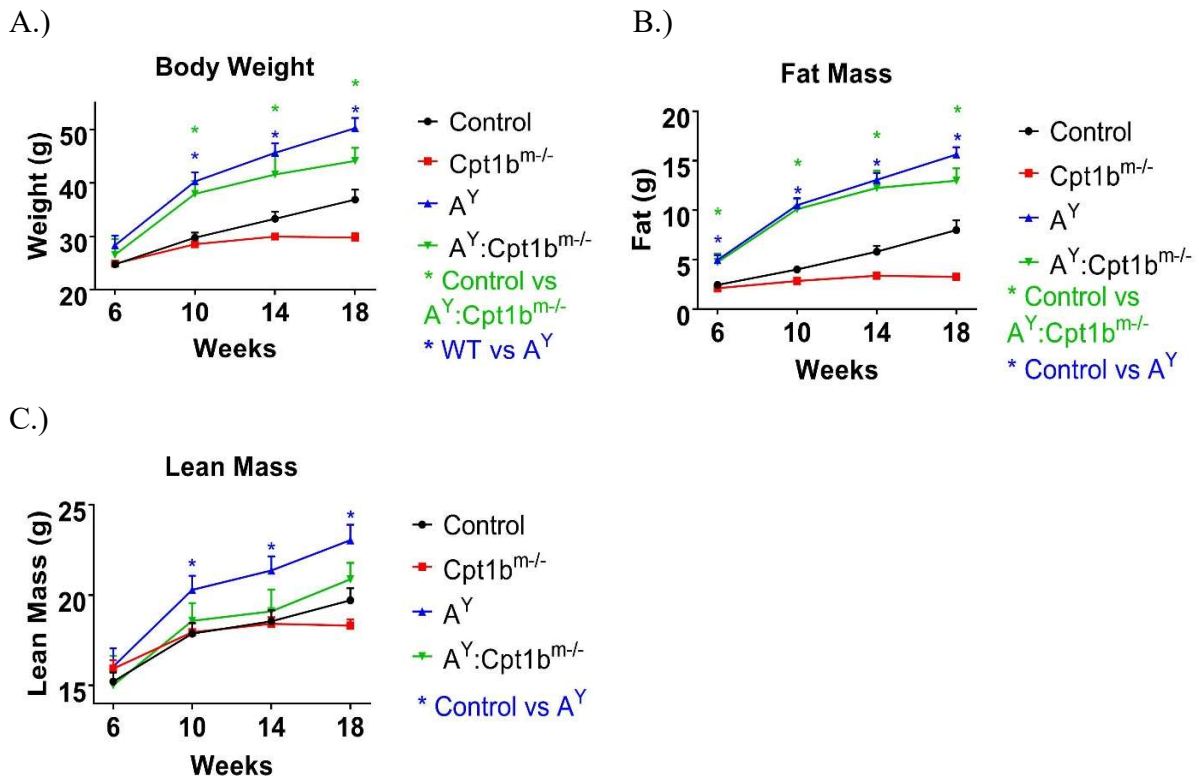 A.)
Body Weight
Weight (g)
50
40
30
20
6 10 14 18
Weeks
* * *
* * *
Control
Cpt1b^m-/-
A^Y
A^Y:Cpt1b^m-/-
* Control vs
A^Y:Cpt1b^m-/-
* WT vs A^Y
B.)
Fat Mass
Fat (g)
20
15
10
5
0
6 10 14 18
Weeks
* * * *
* * * *
Control
Cpt1b^m-/-
A^Y
A^Y:Cpt1b^m-/-
* Control vs
A^Y:Cpt1b^m-/-
* Control vs A^Y
C.)
Lean Mass
Lean Mass (g)
25
20
15
6 10 14 18
Weeks
* * *
Control
Cpt1b^m-/-
A^Y
A^Y:Cpt1b^m-/-
* Control vs A^Y